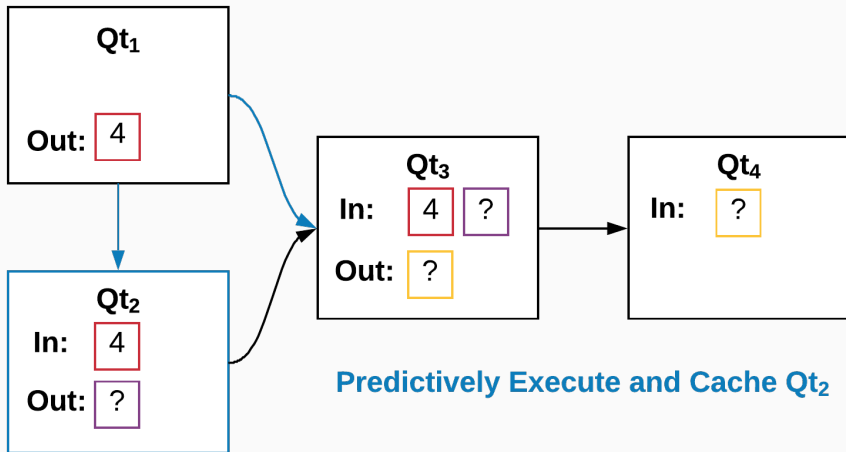 Qt₁
Out: 4
Qt₂
In: 4
Out: ?
Qt₃
In: 4 ?
Out: ?
Qt₄
In: ?
Predictively Execute and Cache Qt₂